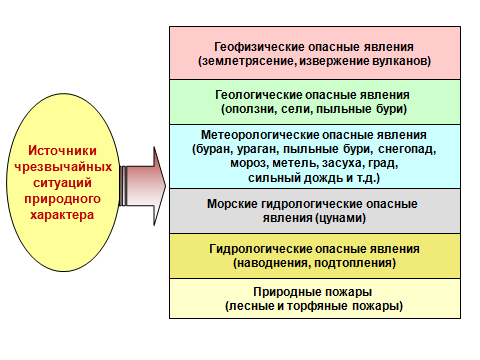 Источники
чрезвычайных
ситуаций
природного
характера
Геофизические опасные явления
(землетрясение, извержение вулканов)
Геологические опасные явления
(оползни, сели, пыльные бури)
Метеорологические опасные явления
(буран, ураган, пыльные бури, снегопад,
мороз, метель, засуха, град,
сильный дождь и т.д.)
Морские гидрологические опасные
явления (цунами)
Гидрологические опасные явления
(наводнения, подтопления)
Природные пожары
(лесные и торфяные пожары)